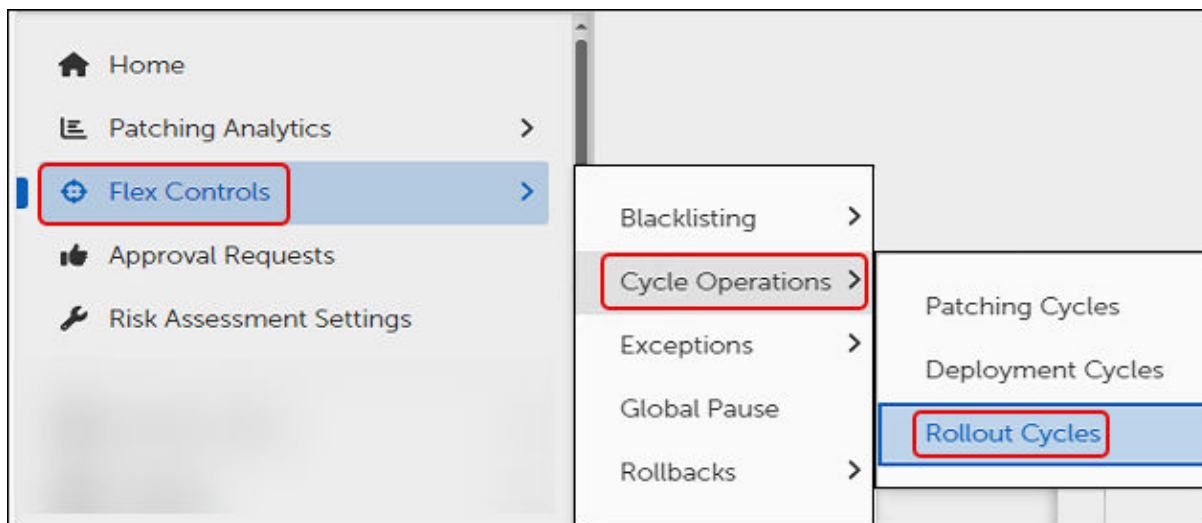 Home
Patching Analytics
Flex Controls
Approval Requests
Risk Assessment Settings
Blacklisting
Cycle Operations
Exceptions
Global Pause
Rollbacks
Patching Cycles
Deployment Cycles
Rollout Cycles